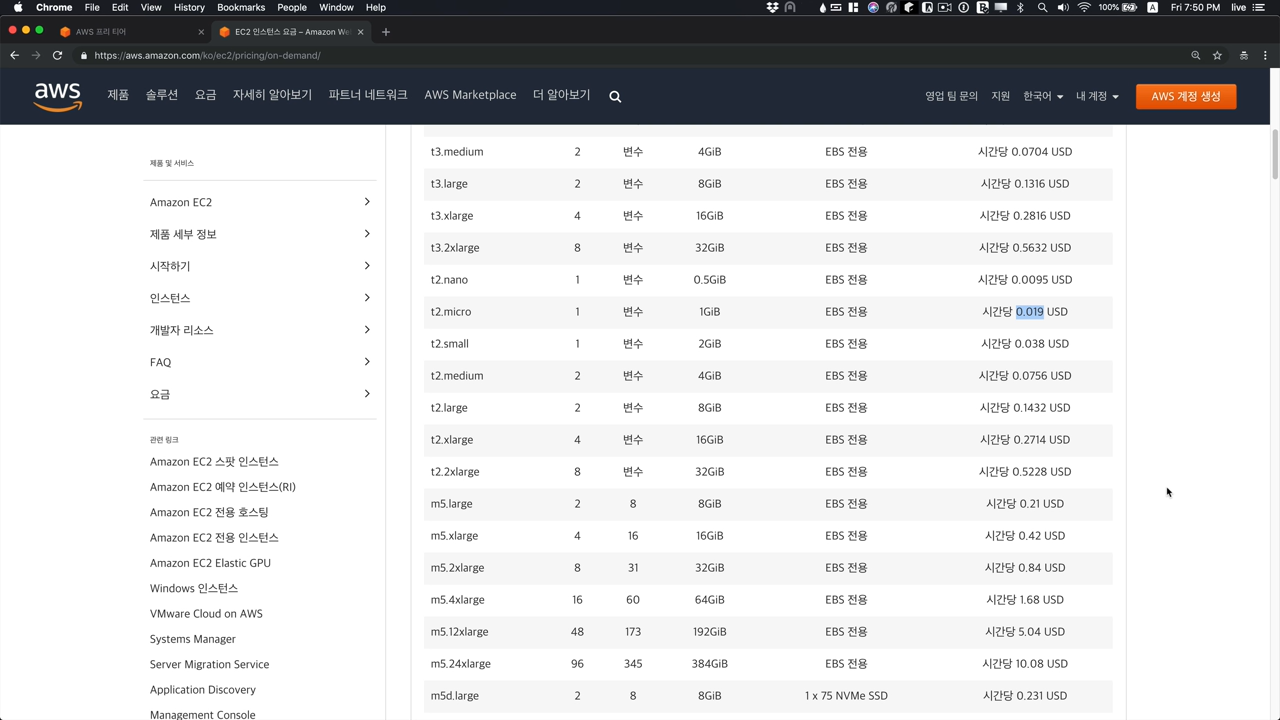 Chrome File Edit View History Bookmarks People Window Help 100% A Fri 7:50 PM live
AWS 프리 티어
EC2 인스턴스 요금 – Amazon We
https://aws.amazon.com/ko/ec2/pricing/on-demand/
aws 제품 솔루션 요금 자세히 알아보기 파트너 네트워크 AWS Marketplace 더 알아보기 영업 팀 문의 지원 한국어 내 계정 AWS 계정 생성
제품 및 서비스
Amazon EC2
제품 세부 정보
시작하기
인스턴스
개발자 리소스
FAQ
요금
관련 링크
Amazon EC2 스팟 인스턴스
Amazon EC2 예약 인스턴스(RI)
Amazon EC2 전용 호스팅
Amazon EC2 전용 인스턴스
Amazon EC2 Elastic GPU
Windows 인스턴스
VMware Cloud on AWS
Systems Manager
Server Migration Service
Application Discovery
Management Console
t3.medium 2 변수 4GiB EBS 전용 시간당 0.0704 USD
t3.large 2 변수 8GiB EBS 전용 시간당 0.1316 USD
t3.xlarge 4 변수 16GiB EBS 전용 시간당 0.2816 USD
t3.2xlarge 8 변수 32GiB EBS 전용 시간당 0.5632 USD
t2.nano 1 변수 0.5GiB EBS 전용 시간당 0.0095 USD
t2.micro 1 변수 1GiB EBS 전용 시간당 0.019 USD
t2.small 1 변수 2GiB EBS 전용 시간당 0.038 USD
t2.medium 2 변수 4GiB EBS 전용 시간당 0.0756 USD
t2.large 2 변수 8GiB EBS 전용 시간당 0.1432 USD
t2.xlarge 4 변수 16GiB EBS 전용 시간당 0.2714 USD
t2.2xlarge 8 변수 32GiB EBS 전용 시간당 0.5228 USD
m5.large 2 8 8GiB EBS 전용 시간당 0.21 USD
m5.xlarge 4 16 16GiB EBS 전용 시간당 0.42 USD
m5.2xlarge 8 31 32GiB EBS 전용 시간당 0.84 USD
m5.4xlarge 16 60 64GiB EBS 전용 시간당 1.68 USD
m5.12xlarge 48 173 192GiB EBS 전용 시간당 5.04 USD
m5.24xlarge 96 345 384GiB EBS 전용 시간당 10.08 USD
m5d.large 2 8 8GiB 1 x 75 NVMe SSD 시간당 0.231 USD